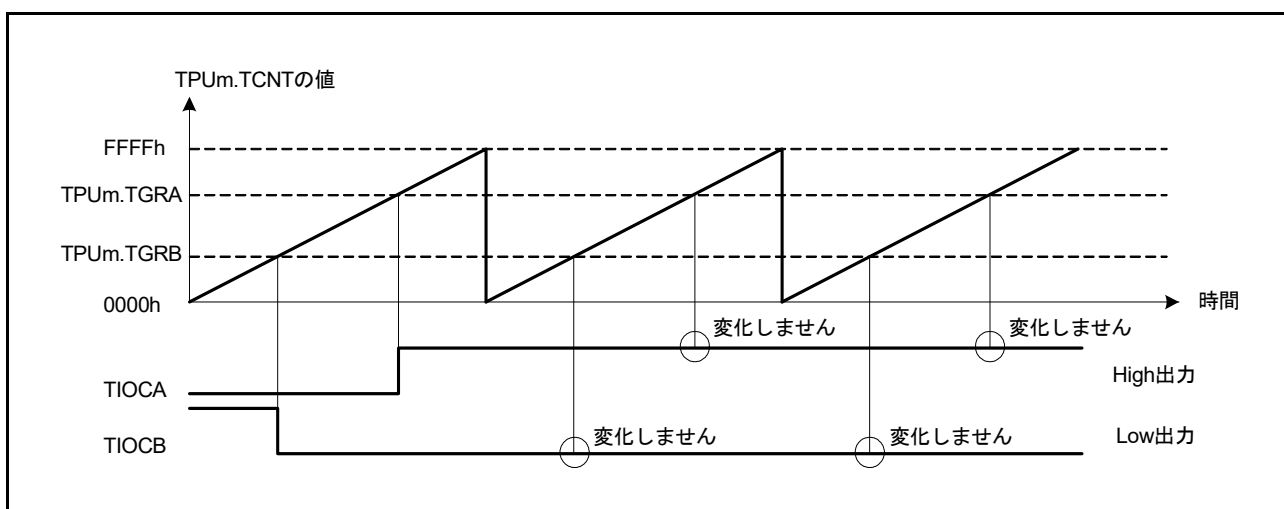 TPUm.TCNTの値
FFFFh
TPUm.TGRA
TPUm.TGRB
0000h
時間
変化しません
変化しません
TIOCA
High出力
変化しません
変化しません
TIOCB
Low出力